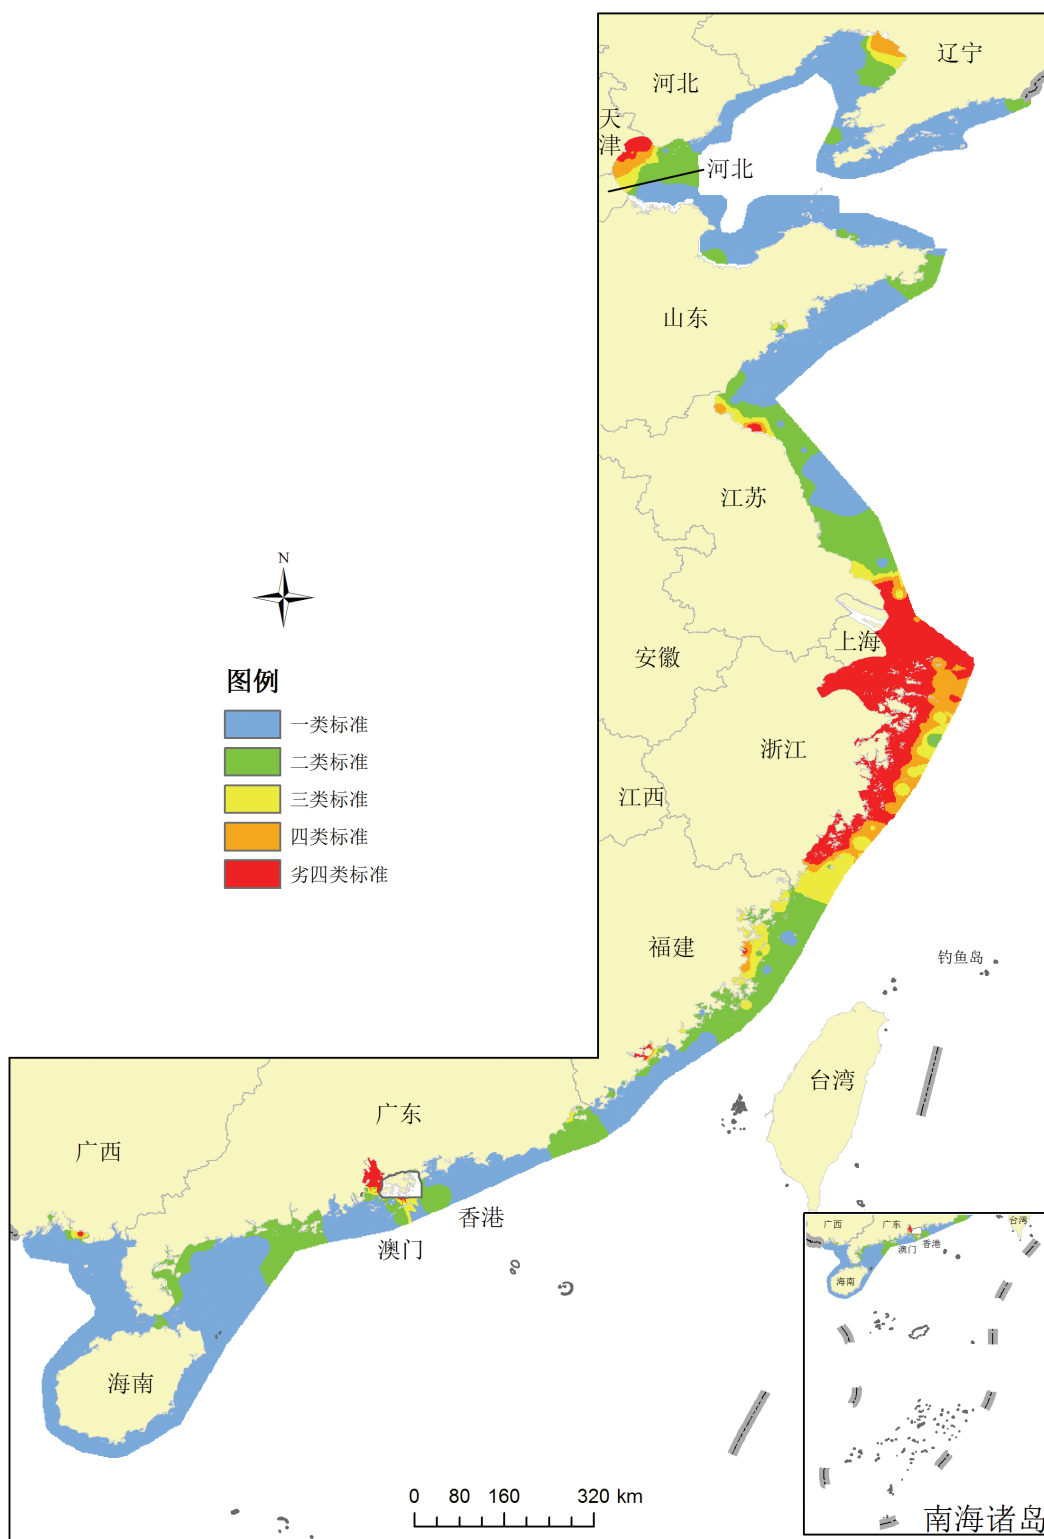 辽宁
河北
天
津
河北
山东
江苏
N
上海
安徽
图例
一类标准
二类标准
三类标准
四类标准
劣四类标准
浙江
江西
福建
钓鱼岛
台湾
广东
广西
香港
澳门
海南
广西
广东
台湾
香港
澳门
海南
南海诸岛
0 80 160 320 km